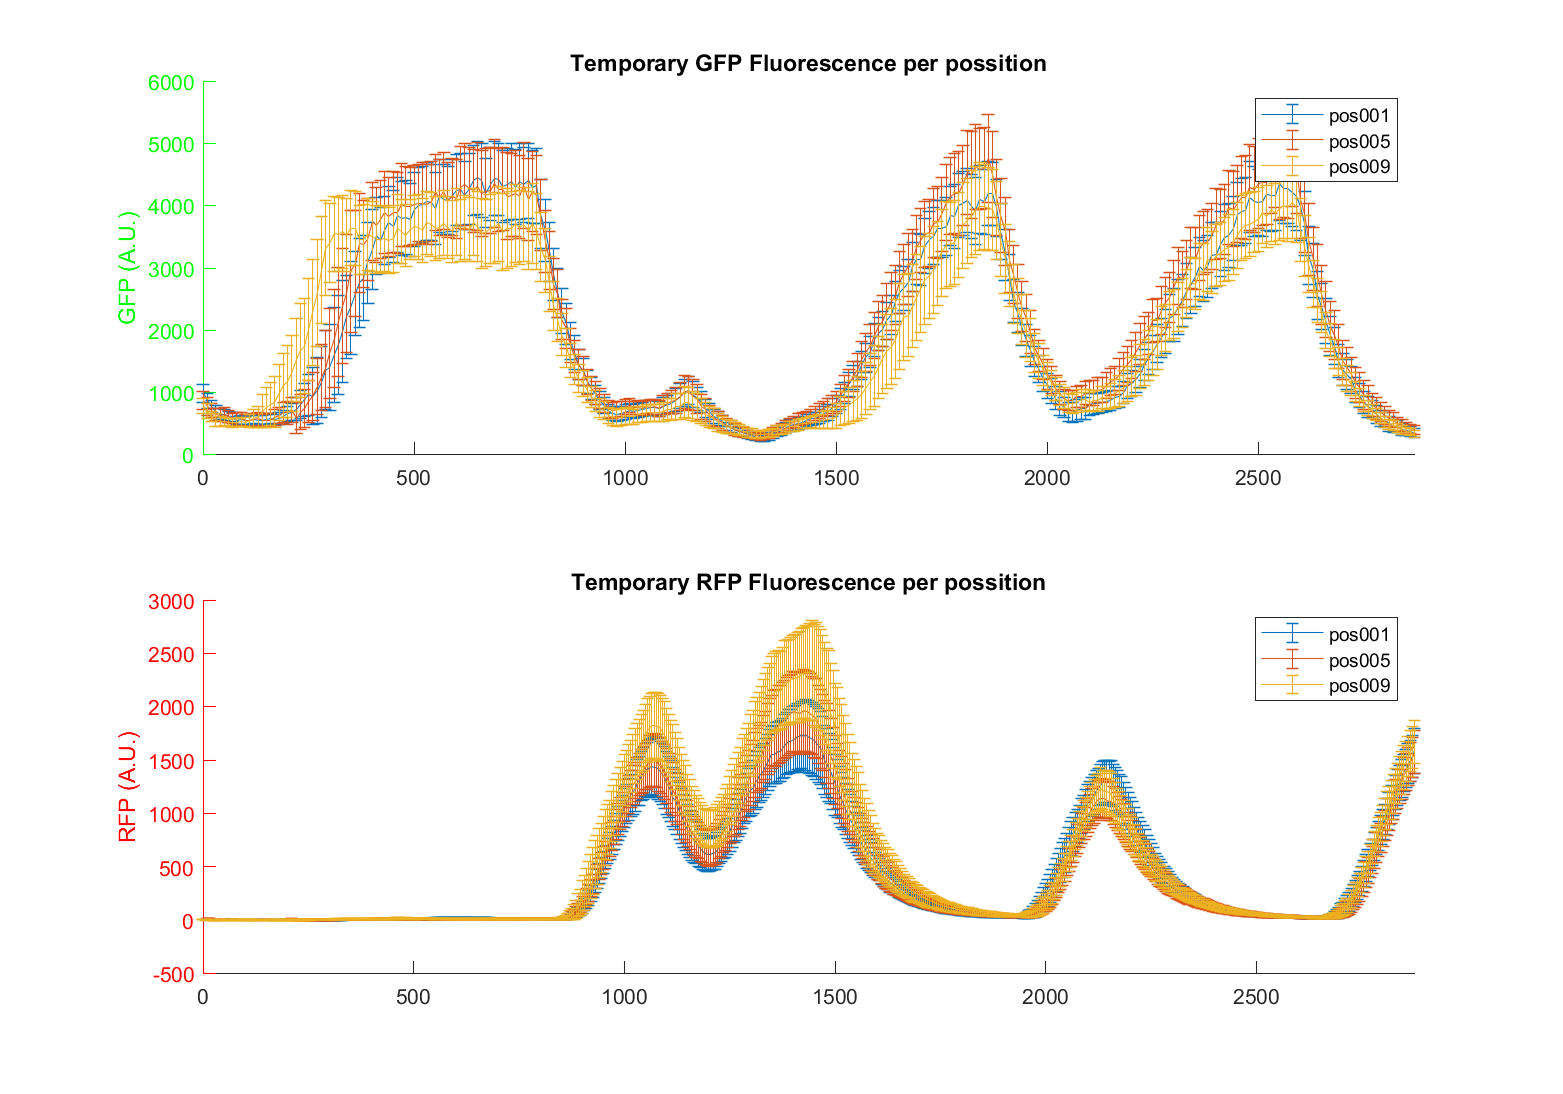 Temporary GFP Fluorescence per possition
6000
5000
4000
3000
2000
1000
0
GFP (A.U.)
pos001
pos005
pos009
0 500 1000 1500 2000 2500
Temporary RFP Fluorescence per possition
3000
2500
2000
1500
1000
500
0
-500
RFP (A.U.)
pos001
pos005
pos009
0 500 1000 1500 2000 2500